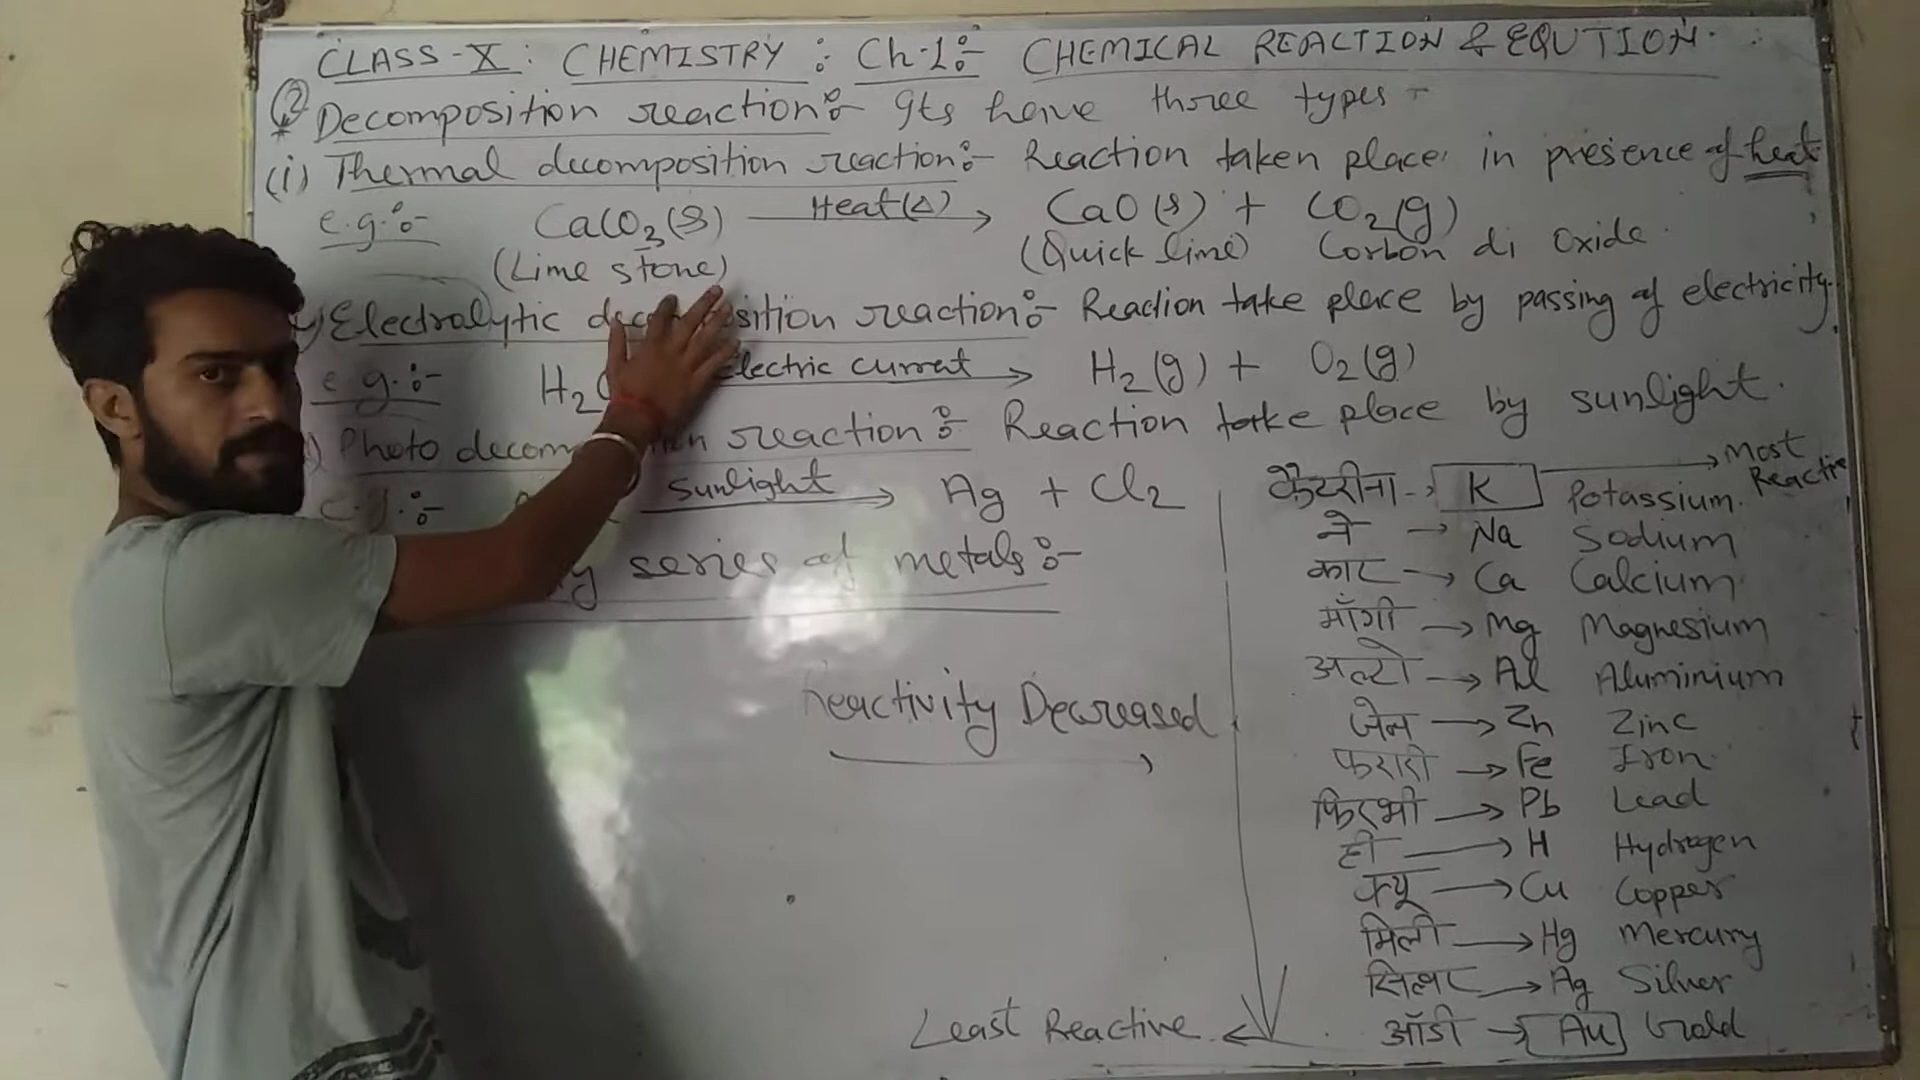 CLASS-X: CHEMISTRY: Ch-1:- CHEMICAL REACTION & EQUTION.
② Decomposition reaction:- Its have three types -
(i) Thermal decomposition reaction:- Reaction taken place in presence of heat
e.g.:- CaCO3(s) Heat(Δ) → CaO(s) + CO2(g)
(Lime stone) (Quick lime) Corbon di Oxide.
Electralytic sition reaction:- Reaction take place by passing of electricity.
e.g.:- H2 lectric current → H2(g) + O2(g)
Photo decom reaction:- Reaction take place by sunlight.
e.g.:- Sunlight → Ag + Cl2
y series of metals:-
कैटरीना → K Potassium. → Most Reactive
ने → Na Sodium
कार → Ca Calcium
माँगी → Mg Magnesium
अल्टो → Al Aluminium
जेन → Zn Zinc
Reactivity Decreased
फरारी → Fe Iron
फिरभी → Pb Lead
ही → H Hydrogen
क्यू → Cu Copper
मिली → Hg Mercury
सिल्वर → Ag Silver
ऑडी → Au Gold
Least Reactive ←